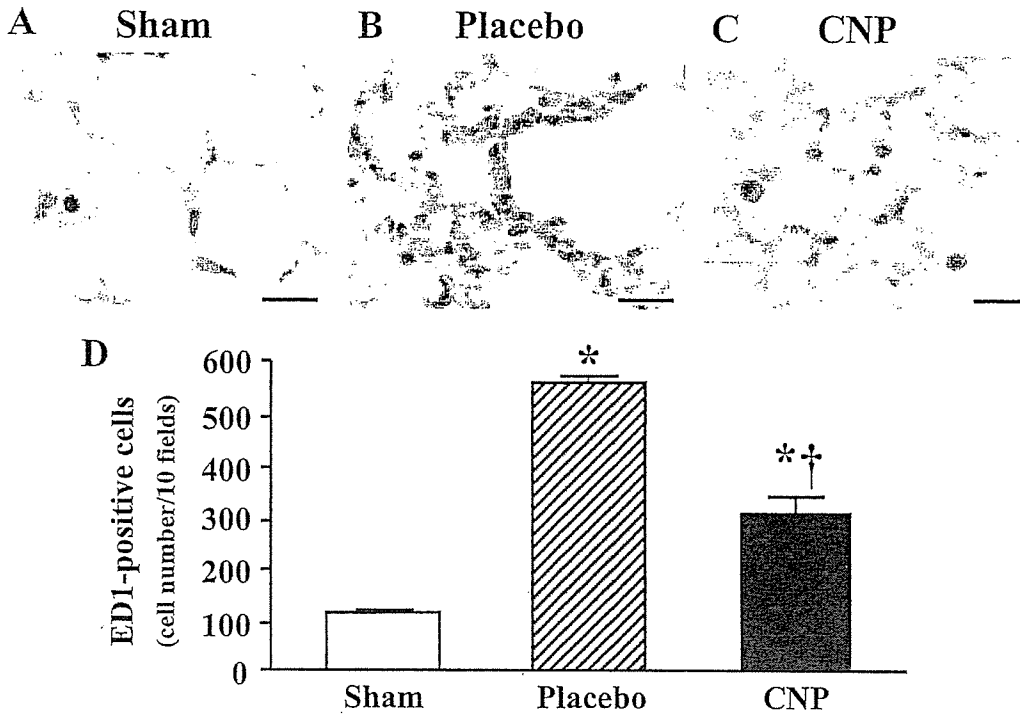 A Sham
B Placebo
C CNP
D
ED1-positive cells
(cell number/10 fields)
600
500
400
300
200
100
0
*
*†
Sham
Placebo
CNP